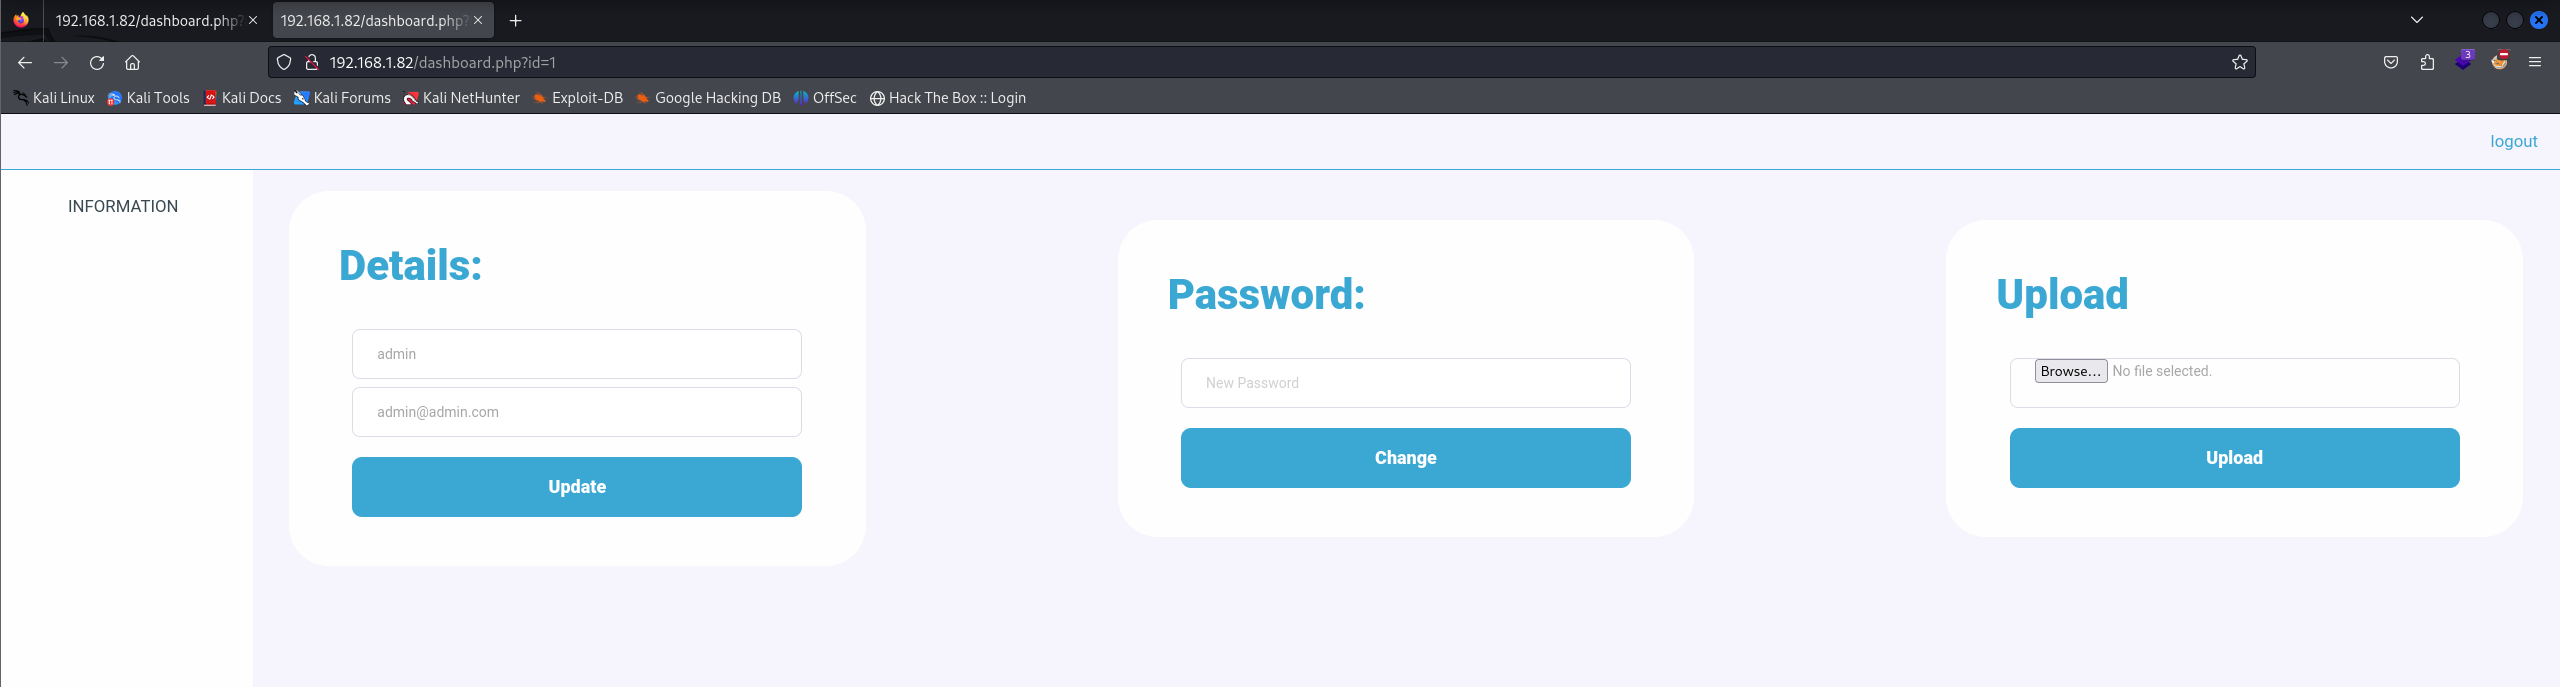 192.168.1.82/dashboard.php?
192.168.1.82/dashboard.php?
192.168.1.82/dashboard.php?id=1
3
Kali Linux Kali Tools Kali Docs Kali Forums Kali NetHunter Exploit-DB Google Hacking DB OffSec Hack The Box :: Login
logout
INFORMATION
Details:
admin
admin@admin.com
Update
Password:
New Password
Change
Upload
Browse... No file selected.
Upload